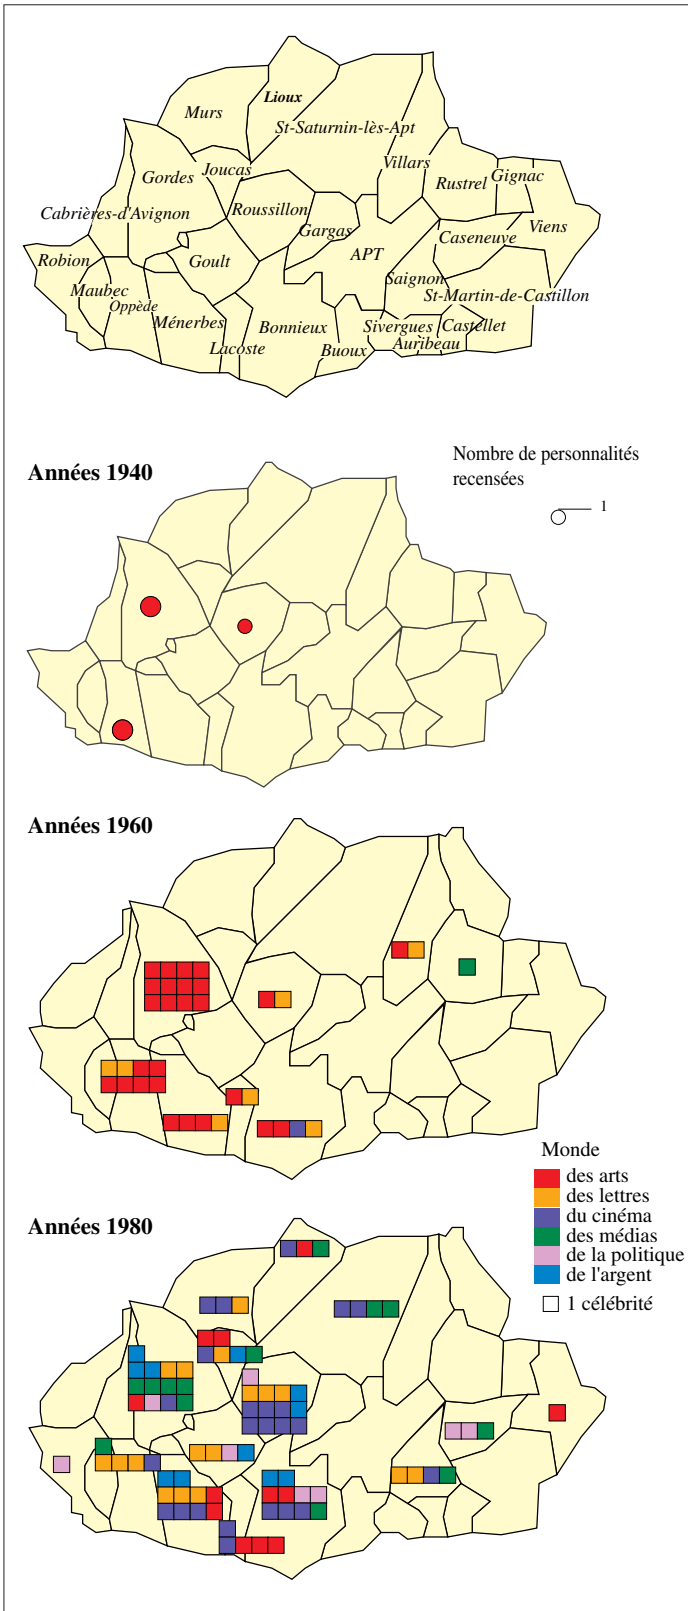 Lioux
Murs
St-Saturnin-lès-Apt
Villars
Joucas
Gordes
Rustrel
Gignac
Cabrières-d'Avignon
Roussillon
Gargas
Viens
Caseneuve
APT
Robion
Goult
Saignon
Maubec
St-Martin-de-Castillon
Oppède
Ménerbes
Bonnieux
Sivergues
Castellet
Lacoste
Buoux
Auribeau
Années 1940
Nombre de personnalités
recensées
1
Années 1960
Monde
des arts
des lettres
du cinéma
des médias
de la politique
de l'argent
1 célébrité
Années 1980